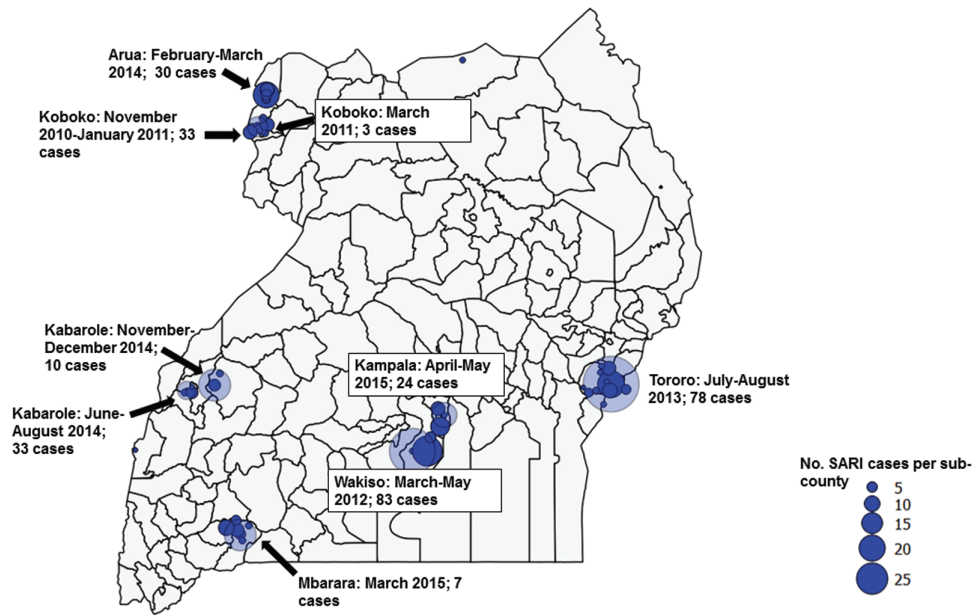 Arua: February-March
2014;  30 cases
Koboko: November
2010-January 2011; 33
cases
Koboko: March
2011; 3 cases
Kabarole: November-
December 2014;
10 cases
Kabarole: June-
August 2014;
33 cases
Kampala: April-May
2015; 24 cases
Tororo: July-August
2013; 78 cases
Wakiso: March-May
2012; 83 cases
Mbarara: March 2015; 7
cases
No. SARI cases per sub-
county
5
10
15
20
25